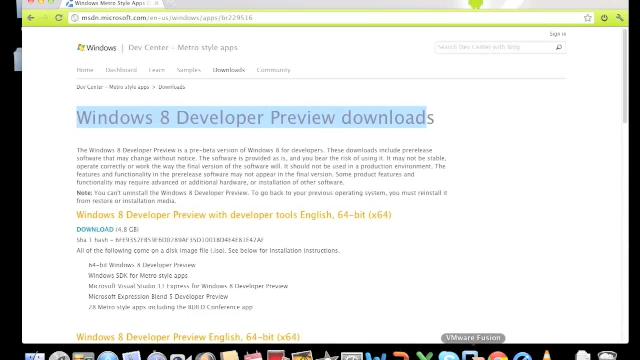 Windows Metro Style Apps D
msdn.microsoft.com/en-us/windows/apps/br229516
Sign in
Windows | Dev Center - Metro style apps
Search Dev Center with Bing
Home Dashboard Learn Samples Downloads Community
Dev Center - Metro style apps > Downloads
Windows 8 Developer Preview downloads
The Windows 8 Developer Preview is a pre-beta version of Windows 8 for developers. These downloads include prerelease
software that may change without notice. The software is provided as is, and you bear the risk of using it. It may not be stable,
operate correctly or work the way the final version of the software will. It should not be used in a production environment. The
features and functionality in the prerelease software may not appear in the final version. Some product features and
functionality may require advanced or additional hardware, or installation of other software.
Note: You can't uninstall the Windows 8 Developer Preview. To go back to your previous operating system, you must reinstall it
from restore or installation media.
Windows 8 Developer Preview with developer tools English, 64-bit (x64)
DOWNLOAD (4.8 GB)
Sha 1 hash -
All of the following come on a disk image file (.iso). See below for installation instructions.
64-bit Windows 8 Developer Preview
Windows SDK for Metro style apps
Microsoft Visual Studio 11 Express for Windows 8 Developer Preview
Microsoft Expression Blend 5 Developer Preview
28 Metro style apps including the BUILD Conference app
Windows 8 Developer Preview English, 64-bit (x64)
VMware Fusion